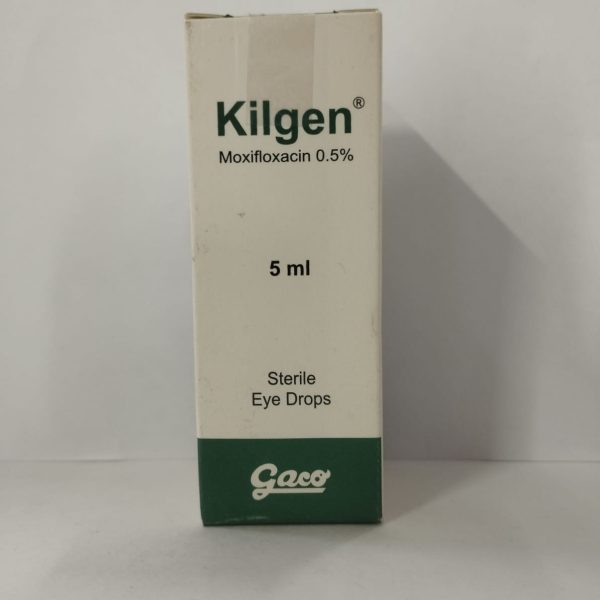 Kilgen®
Moxifloxacin 0.5%
5 ml
Sterile
Eye Drops
gaco